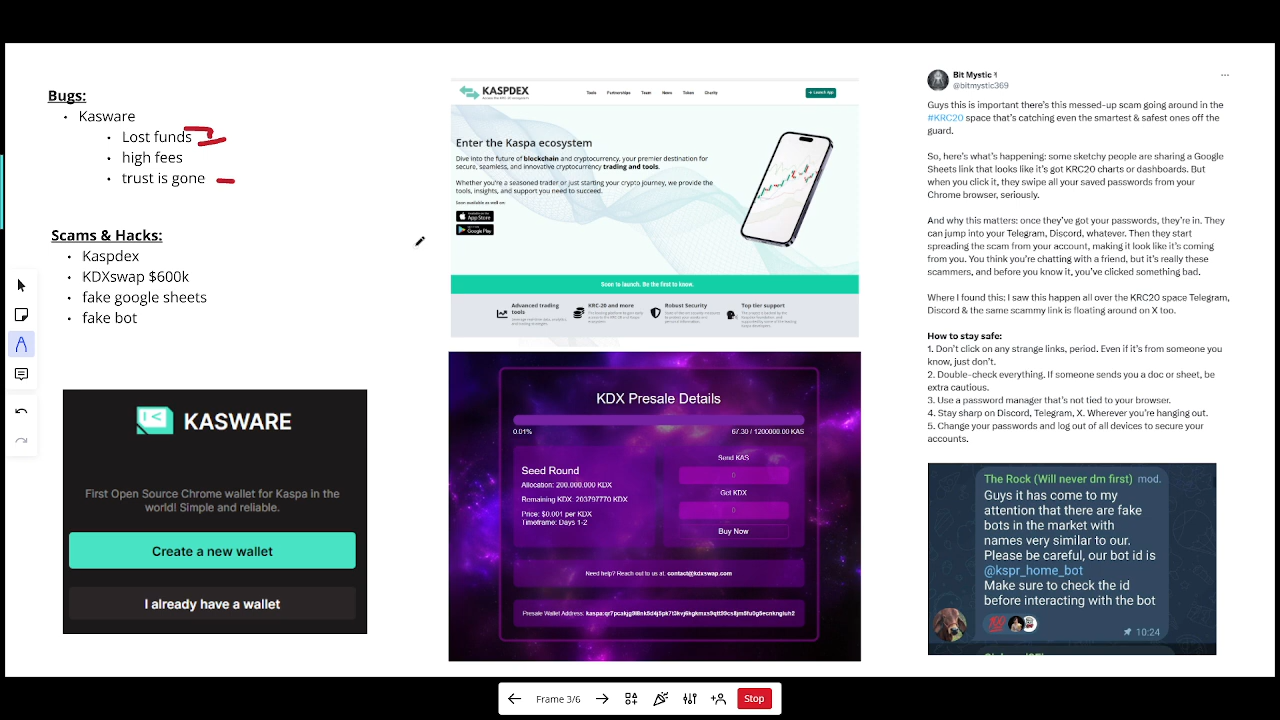 Bugs:
Kasware
Lost funds
high fees
trust is gone
Scams & Hacks:
Kaspdex
KDXswap $600k
fake google sheets
fake bot
KASWARE
First Open Source Chrome wallet for Kaspa in the
world! Simple and reliable.
Create a new wallet
I already have a wallet
KASPDEX
Tools Partnerships Team News Token Charity
Launch App
Enter the Kaspa ecosystem
Dive into the future of blockchain and cryptocurrency, your premier destination for
secure, seamless, and innovative cryptocurrency trading and tools.
Whether you're a seasoned trader or just starting your crypto journey, we provide the
tools, insights, and support you need to succeed.
Soon available as well on:
App Store
Google Play
Soon to launch. Be the first to know.
Advanced trading
tools
KRC-20 and more
Robust Security
Top tier support
KDX Presale Details
0.01% 67.30 / 1200000.00 KAS
Seed Round
Allocation: 200.000.000 KDX
Remaining KDX: 203797770 KDX
Price: $0.001 per KDX
Timeframe: Days 1-2
Send KAS
0
Get KDX
0
Buy Now
Need help? Reach out to us at. contact@kdxswap.com
Presale Wallet Address:
Bit Mystic
@bitmystic369
Guys this is important there's this messed-up scam going around in the
#KRC20 space that's catching even the smartest & safest ones off the
guard.
So, here's what's happening: some sketchy people are sharing a Google
Sheets link that looks like it's got KRC20 charts or dashboards. But
when you click it, they swipe all your saved passwords from your
Chrome browser, seriously.
And why this matters: once they've got your passwords, they're in. They
can jump into your Telegram, Discord, whatever. Then they start
spreading the scam from your account, making it look like it's coming
from you. You think you're chatting with a friend, but it's really these
scammers, and before you know it, you've clicked something bad.
Where I found this: I saw this happen all over the KRC20 space Telegram,
Discord & the same scammy link is floating around on X too.
How to stay safe:
1. Don't click on any strange links, period. Even if it's from someone you
know, just don't.
2. Double-check everything. If someone sends you a doc or sheet, be
extra cautious.
3. Use a password manager that's not tied to your browser.
4. Stay sharp on Discord, Telegram, X. Wherever you're hanging out.
5. Change your passwords and log out of all devices to secure your
accounts.
The Rock (Will never dm first) mod.
Guys it has come to my
attention that there are fake
bots in the market with
names very similar to our.
Please be careful, our bot id is
@kspr_home_bot
Make sure to check the id
before interacting with the bot
10:24
Frame 3/6
Stop